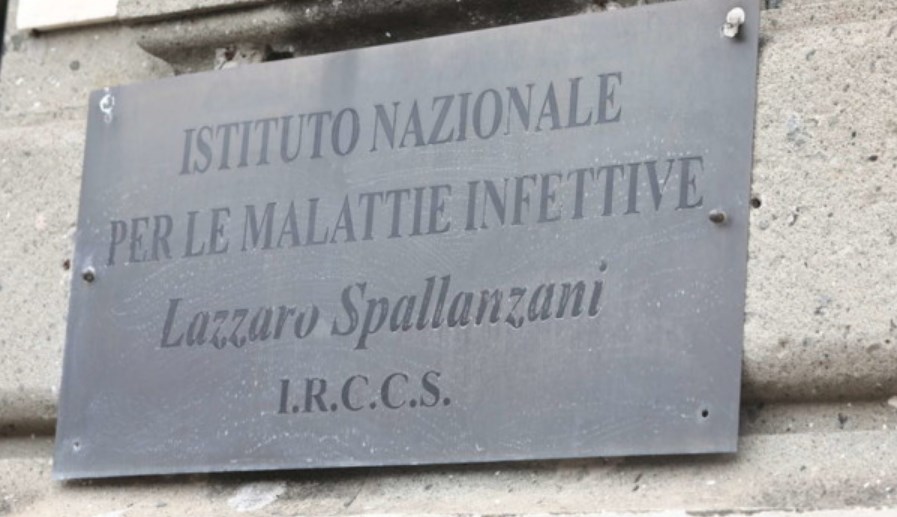 ISTITUTO NAZIONALE
PER LE MALATTIE INFETTIVE
Lazzaro Spallanzani
I.R.C.C.S.